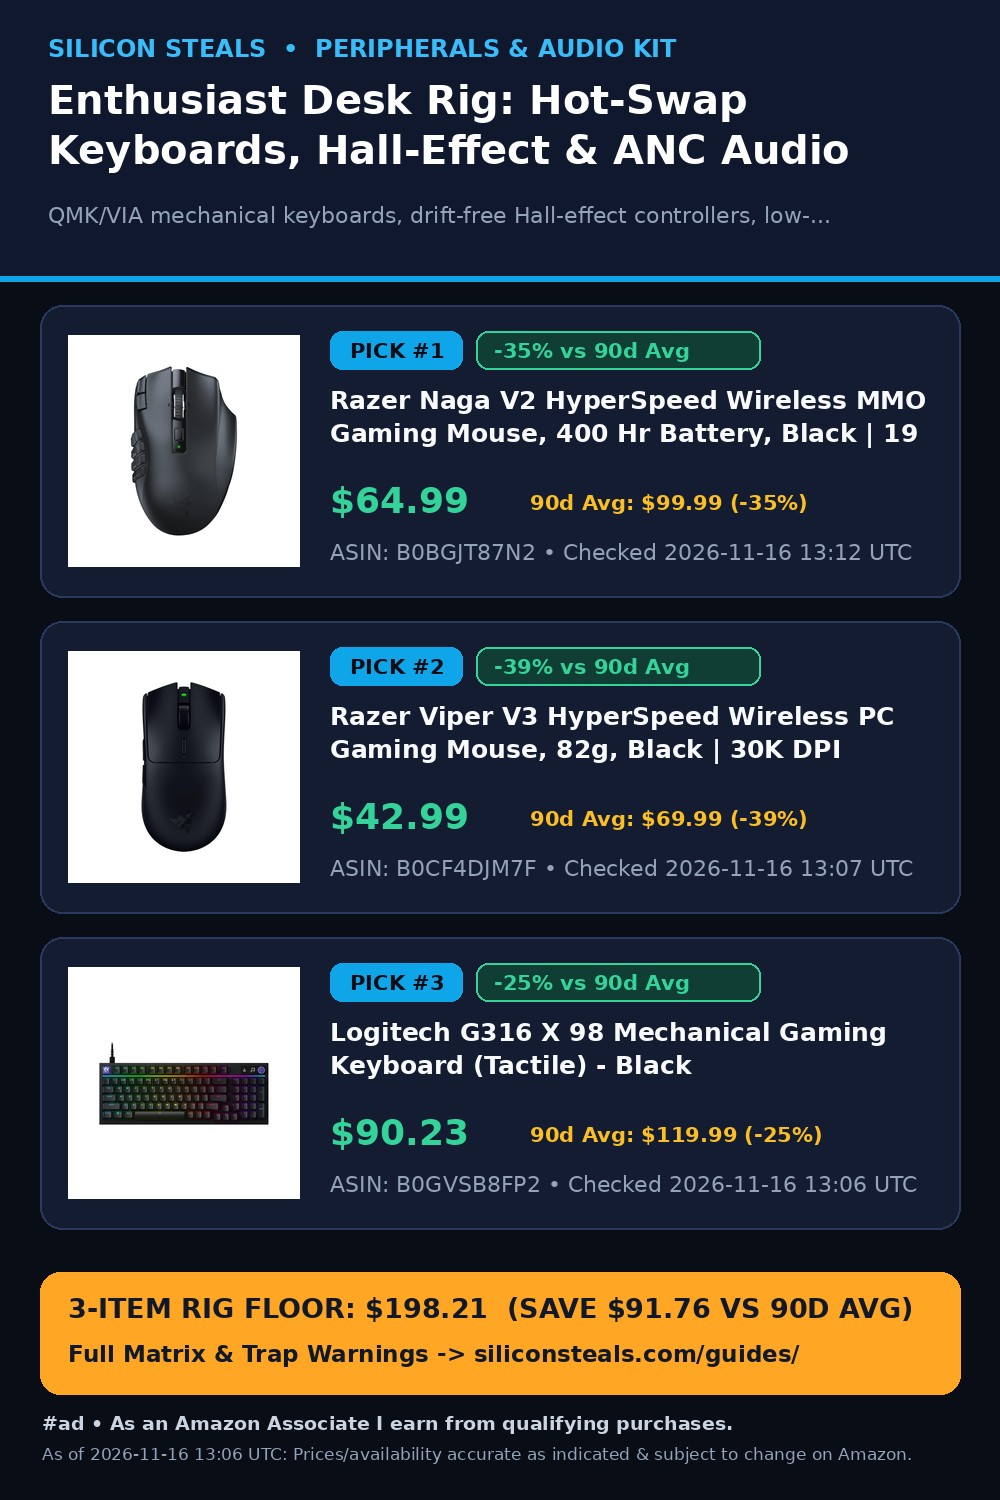 SILICON STEALS • PERIPHERALS & AUDIO KIT
Enthusiast Desk Rig: Hot-Swap
Keyboards, Hall-Effect & ANC Audio
QMK/VIA mechanical keyboards, drift-free Hall-effect controllers, low-...
PICK #1
-35% vs 90d Avg
Razer Naga V2 HyperSpeed Wireless MMO
Gaming Mouse, 400 Hr Battery, Black | 19
$64.99
90d Avg: $99.99 (-35%)
ASIN: B0BGJT87N2 • Checked 2026-11-16 13:12 UTC
PICK #2
-39% vs 90d Avg
Razer Viper V3 HyperSpeed Wireless PC
Gaming Mouse, 82g, Black | 30K DPI
$42.99
90d Avg: $69.99 (-39%)
ASIN: B0CF4DJM7F • Checked 2026-11-16 13:07 UTC
PICK #3
-25% vs 90d Avg
Logitech G316 X 98 Mechanical Gaming
Keyboard (Tactile) - Black
$90.23
90d Avg: $119.99 (-25%)
ASIN: B0GVSB8FP2 • Checked 2026-11-16 13:06 UTC
3-ITEM RIG FLOOR: $198.21 (SAVE $91.76 VS 90D AVG)
Full Matrix & Trap Warnings -> siliconsteals.com/guides/
#ad • As an Amazon Associate I earn from qualifying purchases.
As of 2026-11-16 13:06 UTC: Prices/availability accurate as indicated & subject to change on Amazon.